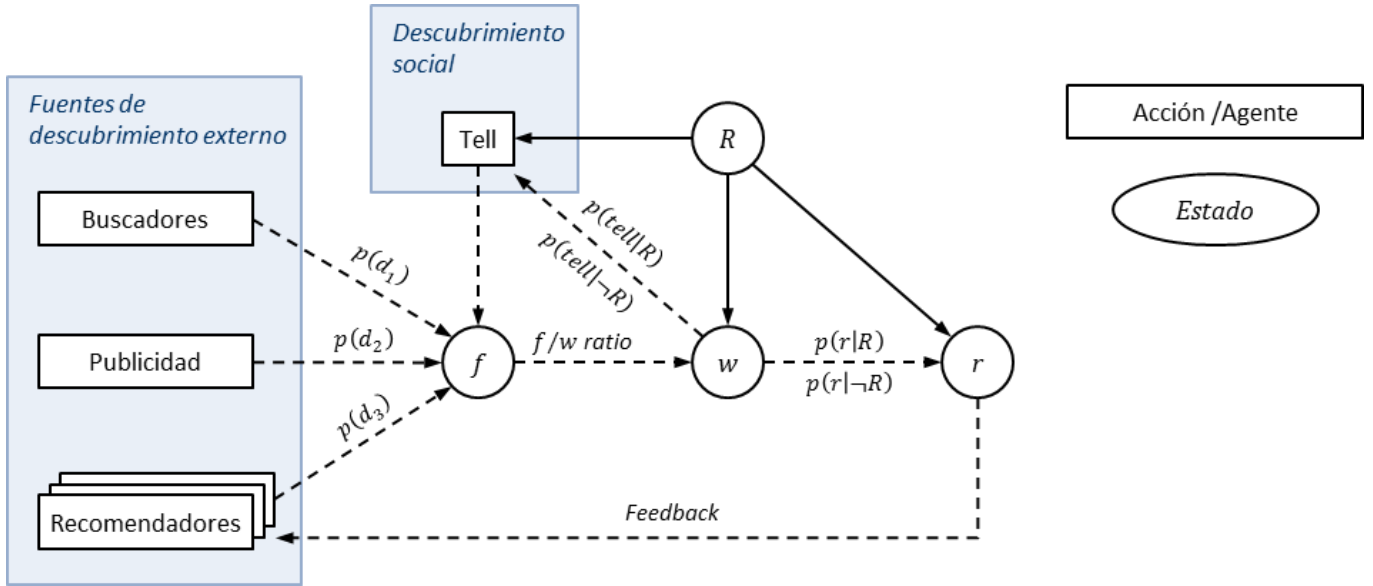 Descubrimiento
social
Fuentes de
descubrimiento externo
Tell
R
Acción /Agente
Estado
Buscadores
p(d₁)
p(tell|R)
p(tell|¬R)
Publicidad
p(d₂)
f
f/w ratio
w
p(r|R)
p(r|¬R)
r
p(d₃)
Recomendadores
Feedback